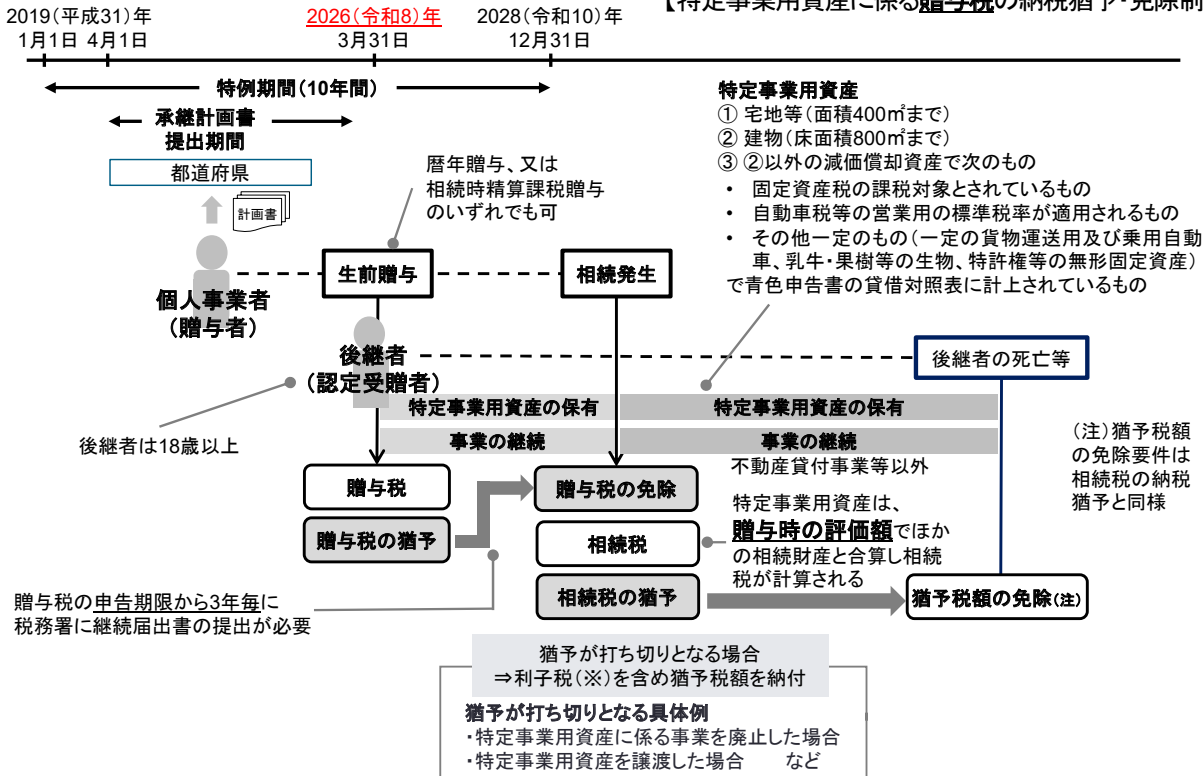 【特定事業用資産に係る贈与税の納税猶予・免除制
2019(平成31)年
1月1日 4月1日
2026(令和8)年
3月31日
2028(令和10)年
12月31日
特例期間(10年間)
承継計画書
提出期間
都道府県
計画書
個人事業者
(贈与者)
暦年贈与、又は
相続時精算課税贈与
のいずれでも可
特定事業用資産
① 宅地等(面積400㎡まで)
② 建物(床面積800㎡まで)
③ ②以外の減価償却資産で次のもの
• 固定資産税の課税対象とされているもの
• 自動車税等の営業用の標準税率が適用されるもの
• その他一定のもの(一定の貨物運送用及び乗用自動
車、乳牛・果樹等の生物、特許権等の無形固定資産)
で青色申告書の貸借対照表に計上されているもの
生前贈与
相続発生
後継者
(認定受贈者)
後継者の死亡等
後継者は18歳以上
特定事業用資産の保有
特定事業用資産の保有
事業の継続
事業の継続
不動産貸付事業等以外
(注)猶予税額
の免除要件は
相続税の納税
猶予と同様
贈与税
贈与税の猶予
贈与税の免除
相続税
相続税の猶予
特定事業用資産は、
贈与時の評価額でほか
の相続財産と合算し相続
税が計算される
猶予税額の免除(注)
贈与税の申告期限から3年毎に
税務署に継続届出書の提出が必要
猶予が打ち切りとなる場合
⇒利子税(※)を含め猶予税額を納付
猶予が打ち切りとなる具体例
・特定事業用資産に係る事業を廃止した場合
・特定事業用資産を譲渡した場合 など